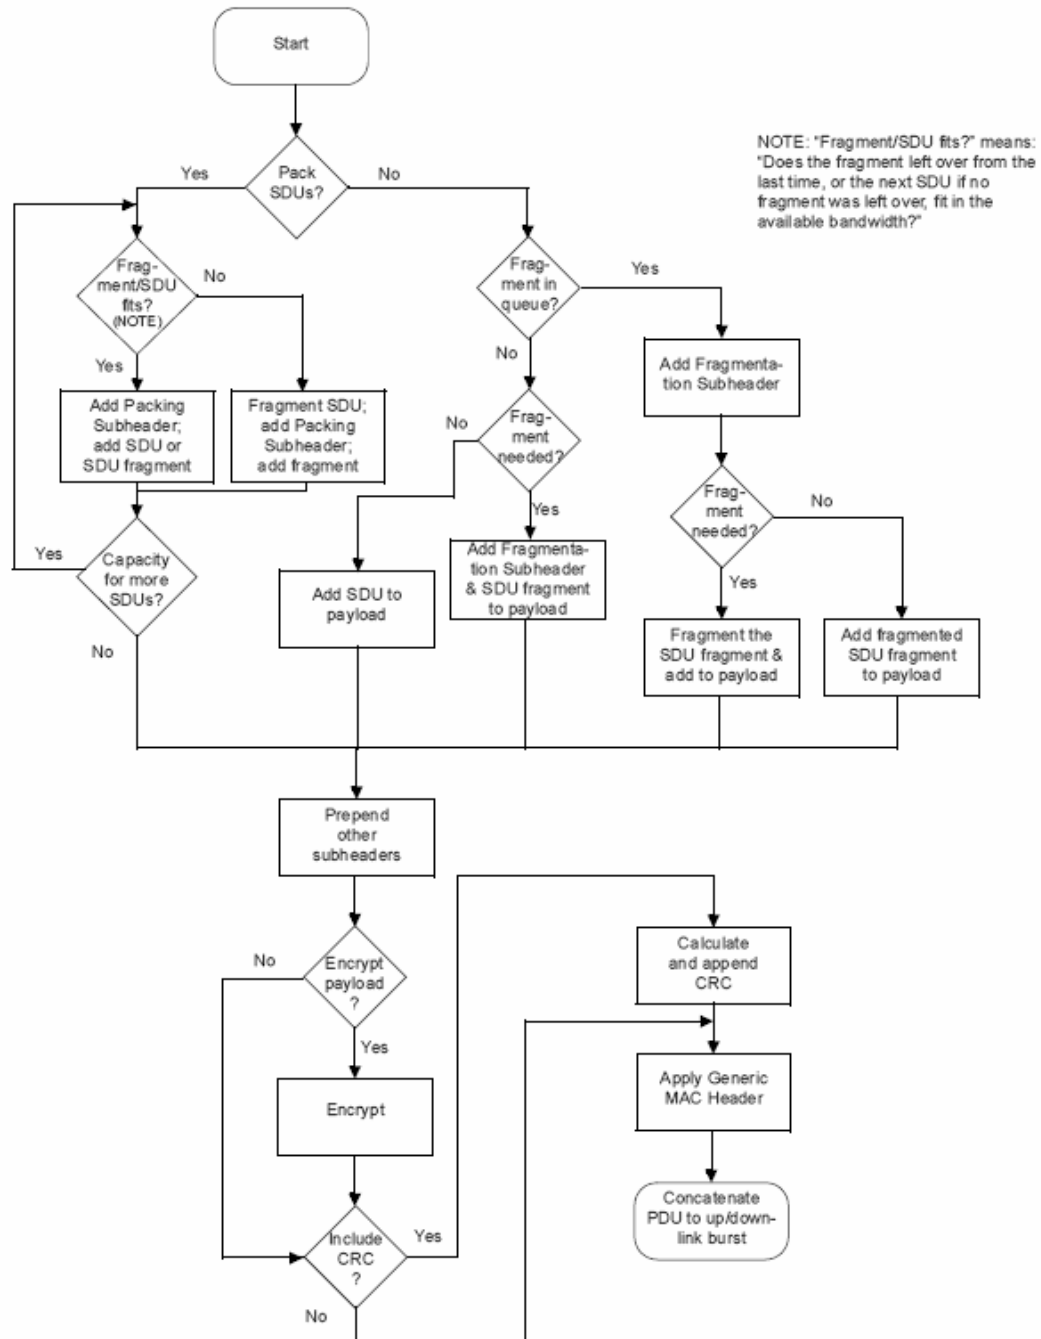 Start
NOTE: "Fragment/SDU fits?" means:
"Does the fragment left over from the
last time, or the next SDU if no
fragment was left over, fit in the
available bandwidth?"
Yes
Pack
SDUs?
No
Frag-
ment/SDU
fits?
(NOTE)
No
Yes
Frag-
ment in
queue?
Yes
No
Add Fragmenta-
tion Subheader
Add Packing
Subheader;
add SDU or
SDU fragment
Fragment SDU;
add Packing
Subheader;
add fragment
No
Frag-
ment
needed?
Yes
Frag-
ment
needed?
No
Yes
Yes
Capacity
for more
SDUs?
No
Add SDU to
payload
Add Fragmenta-
tion Subheader
& SDU fragment
to payload
Fragment the
SDU fragment &
add to payload
Add fragmented
SDU fragment
to payload
Prepend
other
subheaders
No
Encrypt
payload
?
Yes
Calculate
and append
CRC
Encrypt
Apply Generic
MAC Header
Include
CRC
?
Yes
No
Concatenate
PDU to up/down-
link burst